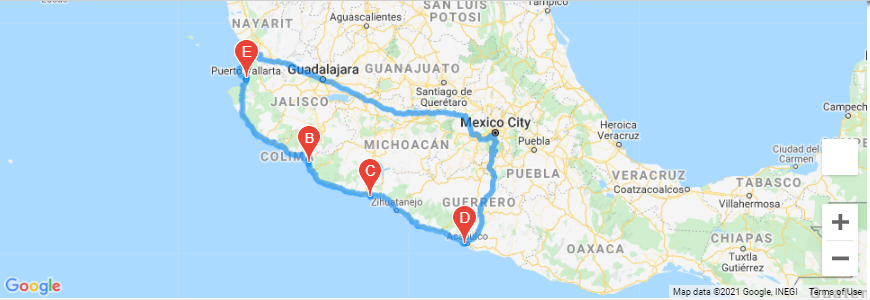 SAN LUIS
POTOSI
Tampico
NAYARIT
Aguascalientes
E
Puerto Vallarta
Guadalajara
GUANAJUATO
Santiago de
Querétaro
JALISCO
Mexico City
Heroica
Veracruz
Campeche
B
MICHOACÁN
Puebla
COLIMA
Ciudad del
Carmen
C
PUEBLA
VERACRUZ
TABASCO
Coatzacoalcos
Villahermosa
Zihuatanejo
GUERRERO
D
Acapulco
CHIAPAS
OAXACA
Tuxtla
Gutiérrez
+
−
Google
Map data ©2021 Google, INEGI
Terms of Use